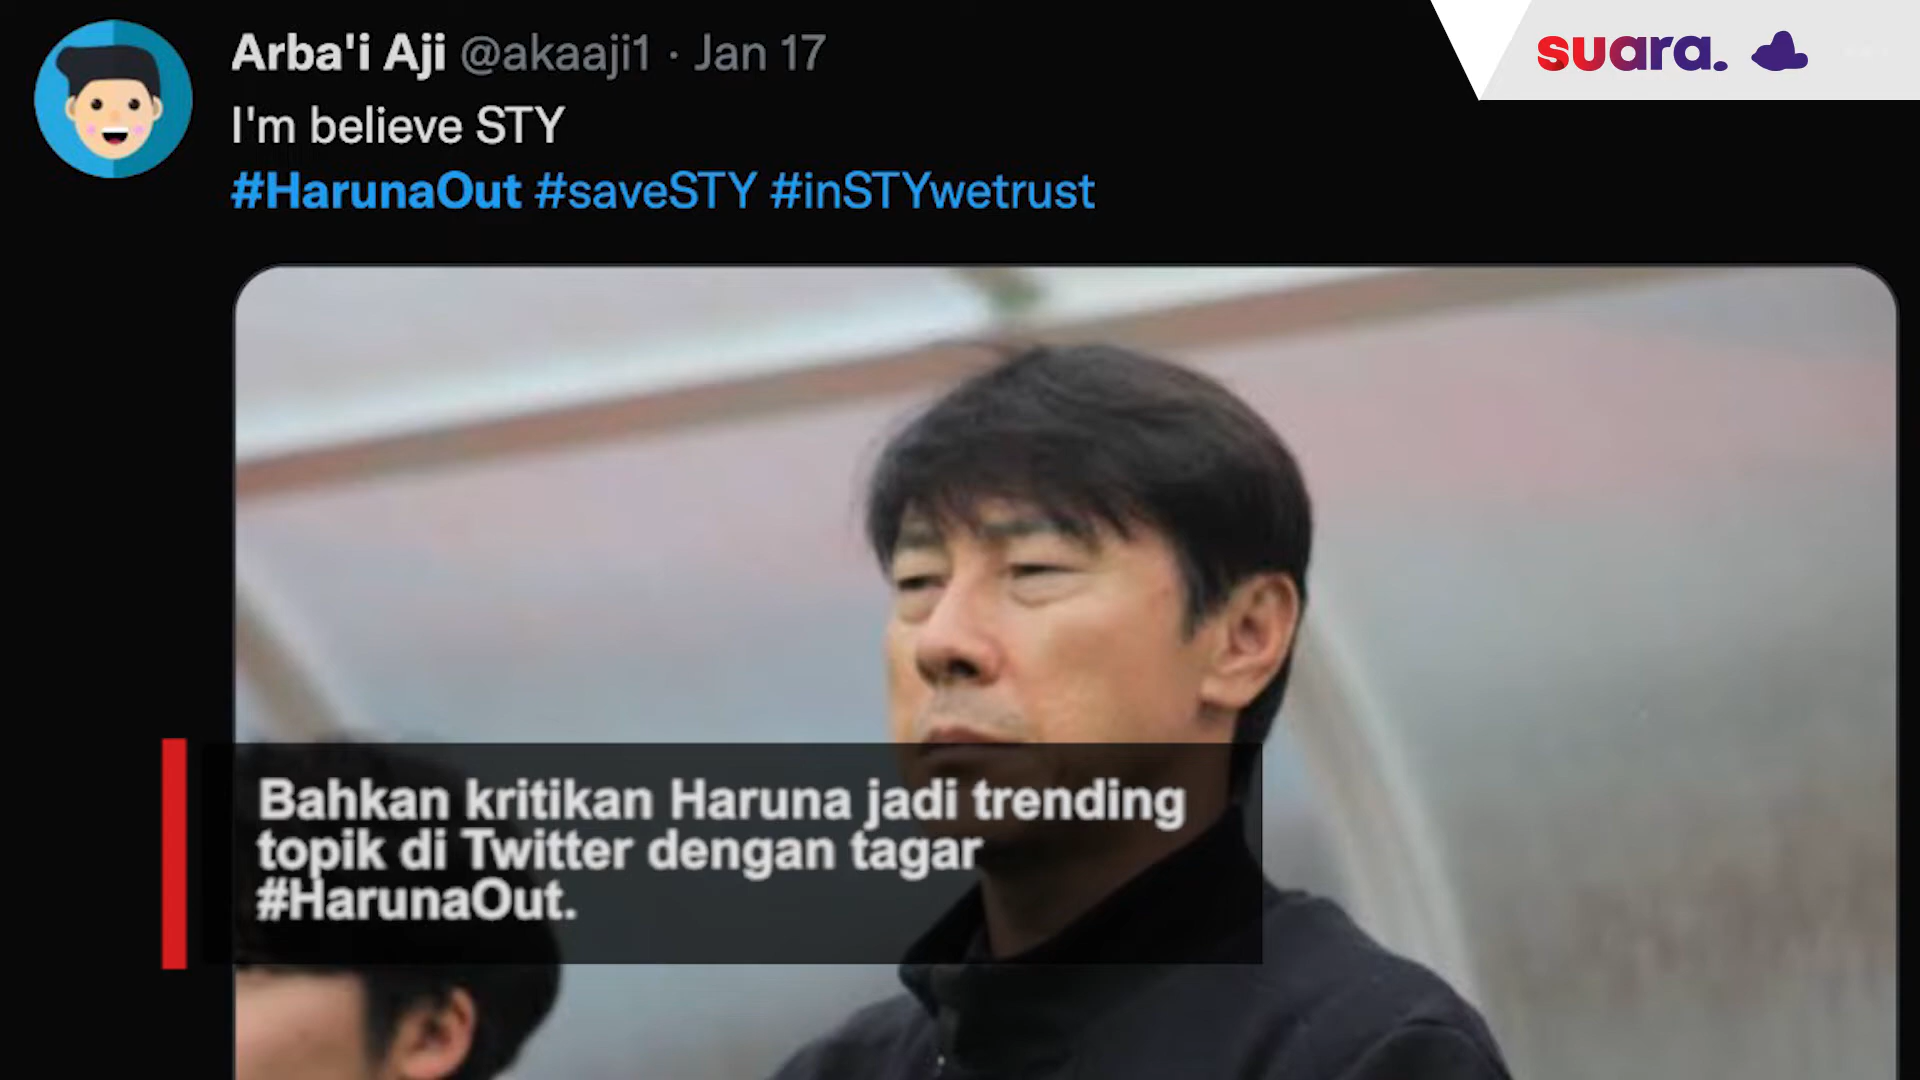 Arba'i Aji @akaaji1 · Jan 17
suara.
I'm believe STY
#HarunaOut #saveSTY #inSTYwetrust
Bahkan kritikan Haruna jadi trending
topik di Twitter dengan tagar
#HarunaOut.